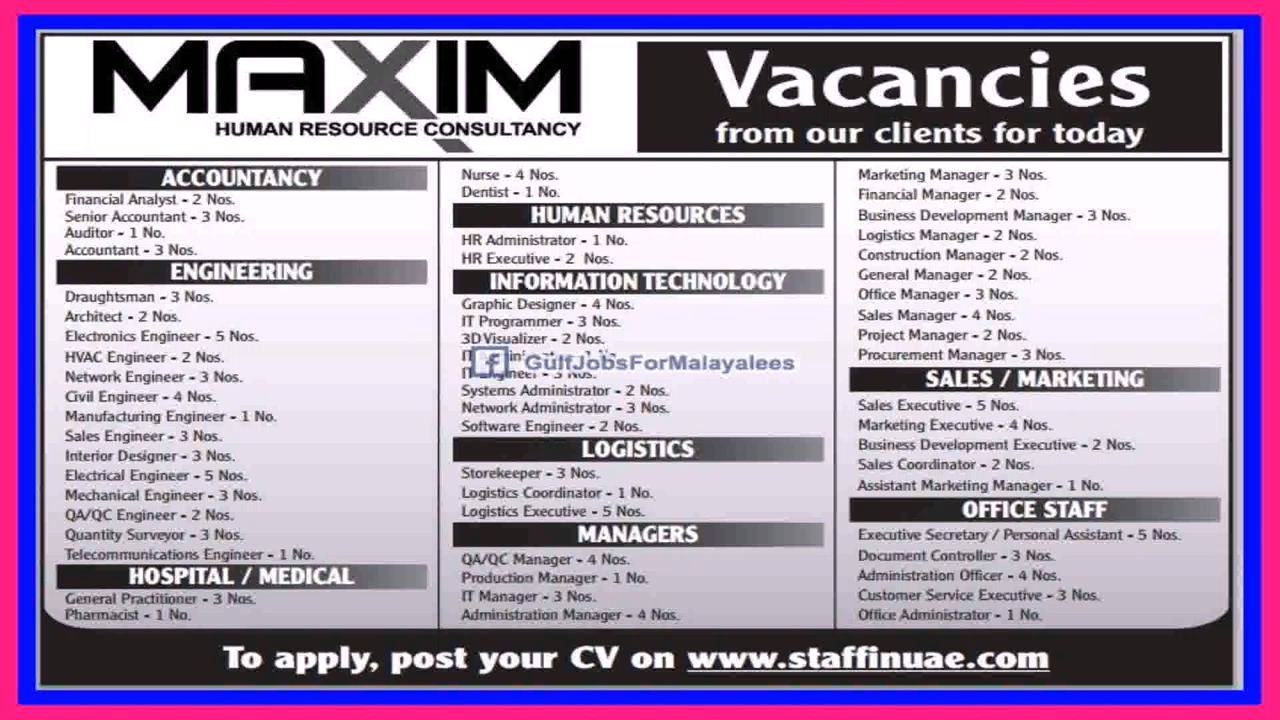 MAXIM
HUMAN RESOURCE CONSULTANCY
Vacancies
from our clients for today
ACCOUNTANCY
Financial Analyst - 2 Nos.
Senior Accountant - 3 Nos.
Auditor - 1 No.
Accountant - 3 Nos.
ENGINEERING
Draughtsman - 3 Nos.
Architect - 2 Nos.
Electronics Engineer - 5 Nos.
HVAC Engineer - 2 Nos.
Network Engineer - 3 Nos.
Civil Engineer - 4 Nos.
Manufacturing Engineer - 1 No.
Sales Engineer - 3 Nos.
Interior Designer - 3 Nos.
Electrical Engineer - 5 Nos.
Mechanical Engineer - 3 Nos.
QA/QC Engineer - 2 Nos.
Quantity Surveyor - 3 Nos.
Telecommunications Engineer - 1 No.
HOSPITAL / MEDICAL
General Practitioner - 3 Nos.
Pharmacist - 1 No.
Nurse - 4 Nos.
Dentist - 1 No.
HUMAN RESOURCES
HR Administrator - 1 No.
HR Executive - 2 Nos.
INFORMATION TECHNOLOGY
Graphic Designer - 4 Nos.
IT Programmer - 3 Nos.
3D Visualizer - 2 Nos.
GulfJobsForMalayalees
IT Engineer - 3 Nos.
Systems Administrator - 2 Nos.
Network Administrator - 3 Nos.
Software Engineer - 2 Nos.
LOGISTICS
Storekeeper - 3 Nos.
Logistics Coordinator - 1 No.
Logistics Executive - 5 Nos.
MANAGERS
QA/QC Manager - 4 Nos.
Production Manager - 1 No.
IT Manager - 3 Nos.
Administration Manager - 4 Nos.
Marketing Manager - 3 Nos.
Financial Manager - 2 Nos.
Business Development Manager - 3 Nos.
Logistics Manager - 2 Nos.
Construction Manager - 2 Nos.
General Manager - 2 Nos.
Office Manager - 3 Nos.
Sales Manager - 4 Nos.
Project Manager - 2 Nos.
Procurement Manager - 3 Nos.
SALES / MARKETING
Sales Executive - 5 Nos.
Marketing Executive - 4 Nos.
Business Development Executive - 2 Nos.
Sales Coordinator - 2 Nos.
Assistant Marketing Manager - 1 No.
OFFICE STAFF
Executive Secretary / Personal Assistant - 5 Nos.
Document Controller - 3 Nos.
Administration Officer - 4 Nos.
Customer Service Executive - 3 Nos.
Office Administrator - 1 No.
To apply, post your CV on www.staffinuae.com